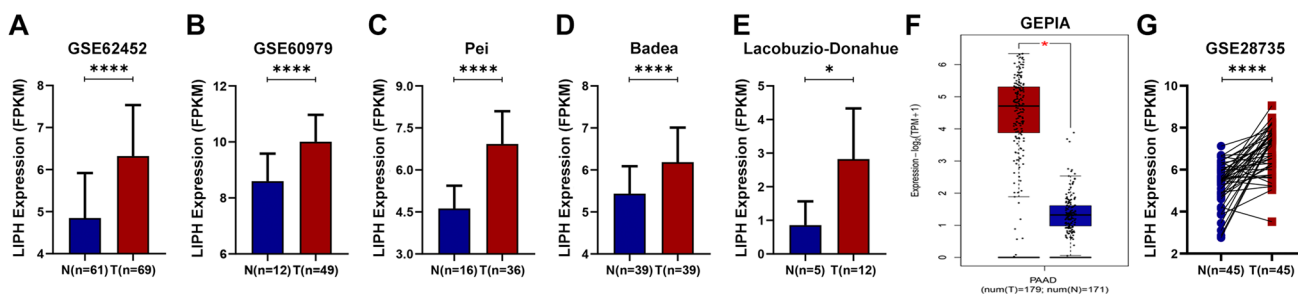 A
GSE62452
****
LIPH Expression (FPKM)
8
7
6
5
4
N(n=61) T(n=69)
B
GSE60979
****
LIPH Expression (FPKM)
12
10
8
6
N(n=12) T(n=49)
C
Pei
****
LIPH Expression (FPKM)
9.0
7.5
6.0
4.5
3.0
N(n=16) T(n=36)
D
Badea
****
LIPH Expression (FPKM)
8
7
6
5
4
N(n=39) T(n=39)
E
Lacobuzio-Donahue
*
LIPH Expression (FPKM)
5
4
3
2
1
0
N(n=5) T(n=12)
F
GEPIA
*
Expression - log2(TPM+1)
6
5
4
3
2
1
0
PAAD
(num(T)=179; num(N)=171)
G
GSE28735
****
LIPH Expression (FPKM)
10
8
6
4
2
N(n=45) T(n=45)